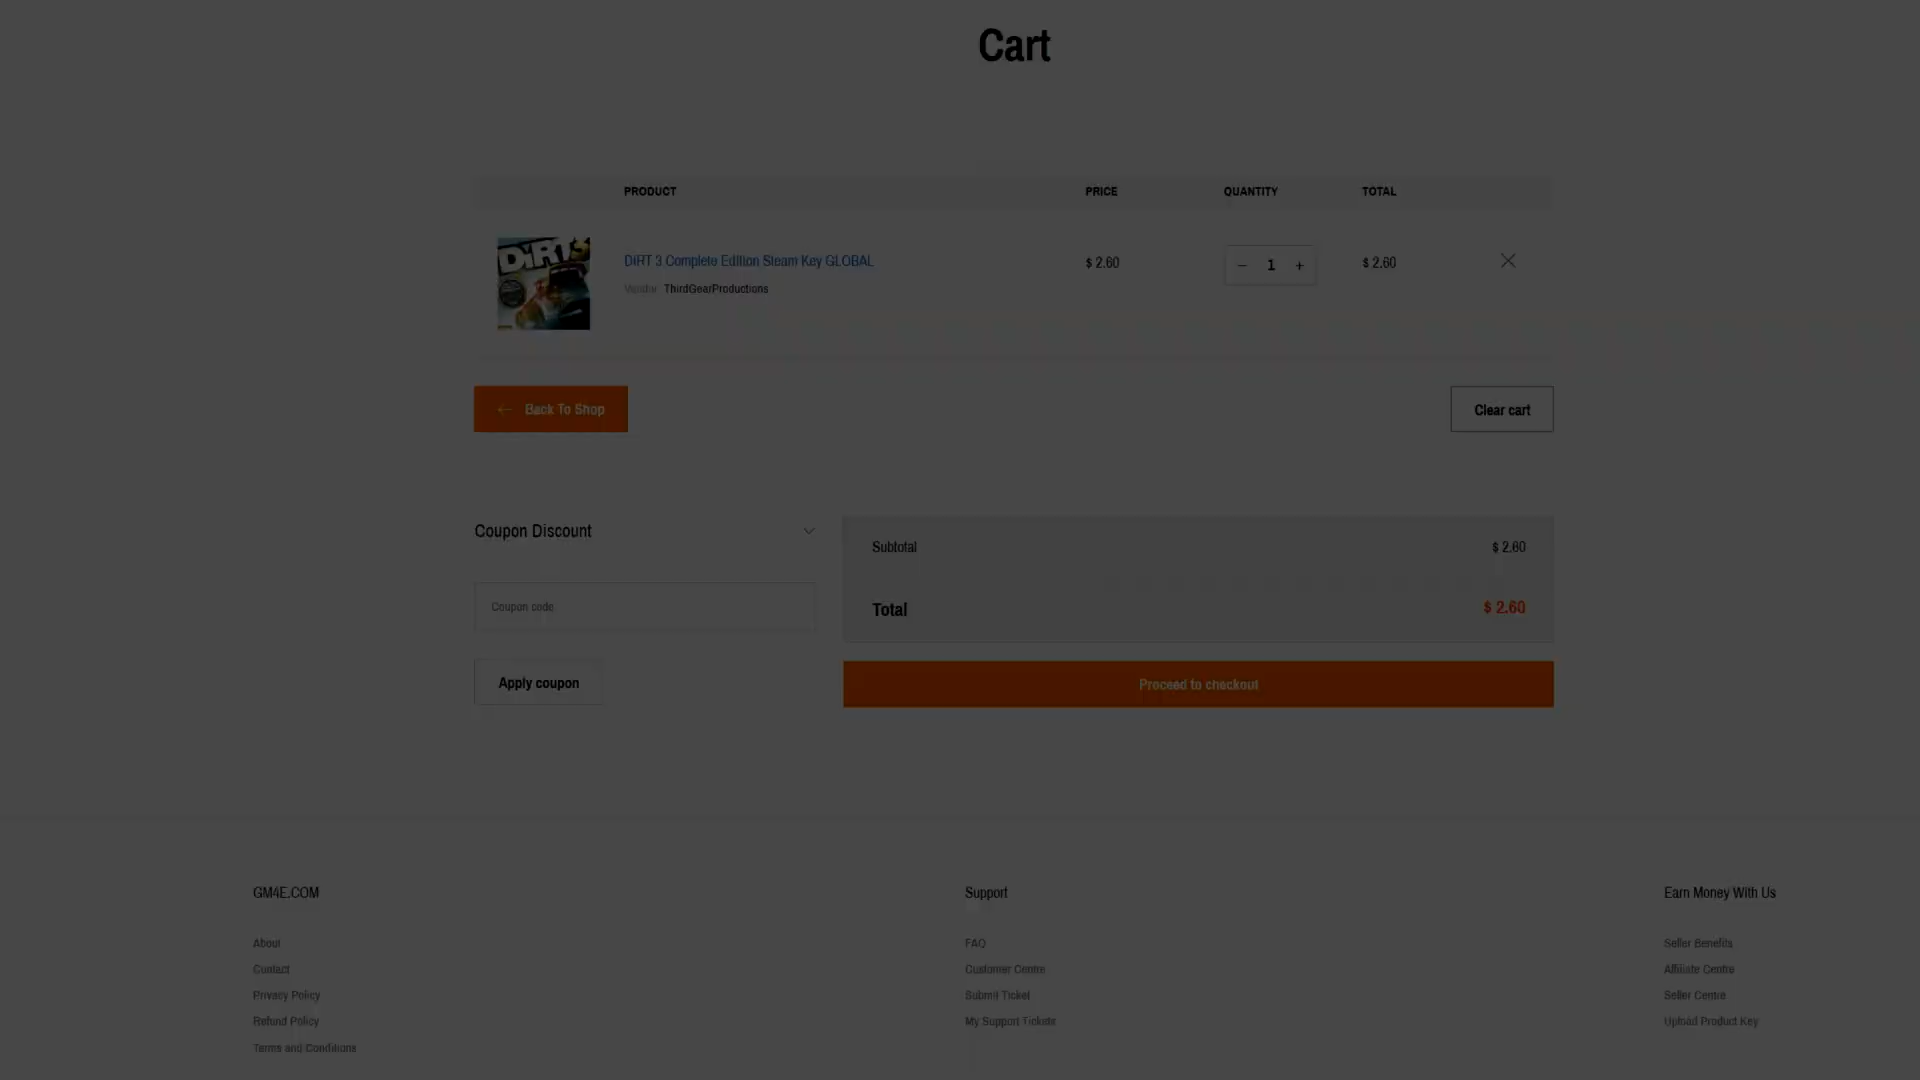 Cart
PRODUCT PRICE QUANTITY TOTAL
DiRT 3
DiRT 3 Complete Edition Steam Key GLOBAL $ 2.60 − 1 + $ 2.60
Vendor: ThirdGearProductions
← Back To Shop Clear cart
Coupon Discount
Subtotal $ 2.60
Coupon code
Total $ 2.60
Apply coupon
Proceed to checkout
GM4E.COM
About
Contact
Privacy Policy
Refund Policy
Terms and Conditions
Support
FAQ
Customer Centre
Submit Ticket
My Support Tickets
Earn Money With Us
Seller Benefits
Affiliate Centre
Seller Centre
Upload Product Key